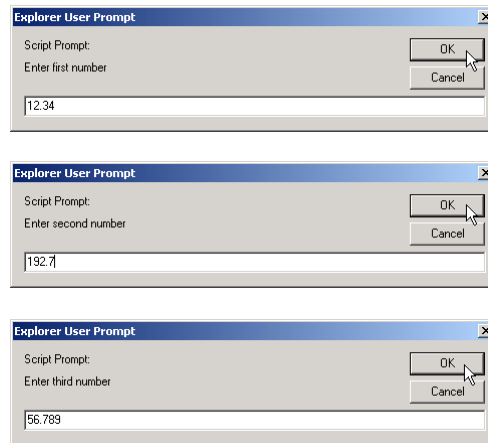 Explorer User Prompt
Script Prompt:
OK
Enter first number
Cancel
12.34
Explorer User Prompt
Script Prompt:
OK
Enter second number
Cancel
192.7
Explorer User Prompt
Script Prompt:
OK
Enter third number
Cancel
56.789